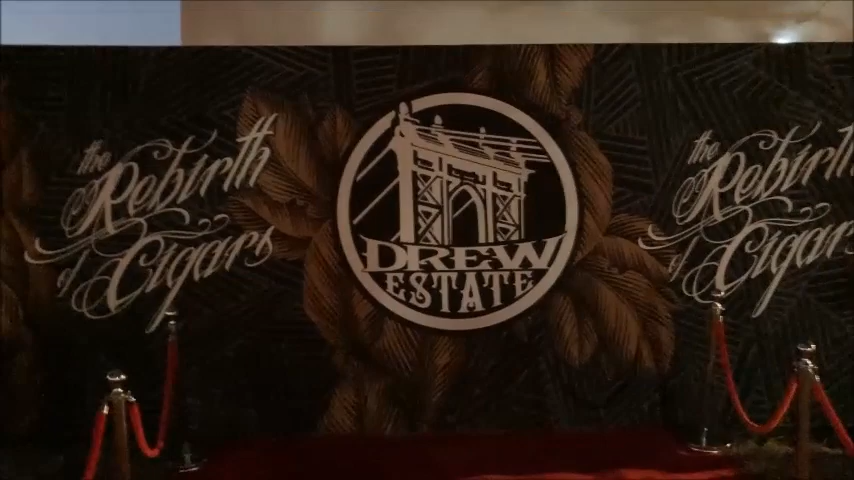 the
Rebirth
of Cigars
DREW
ESTATE
the
Rebirth
of Cigars